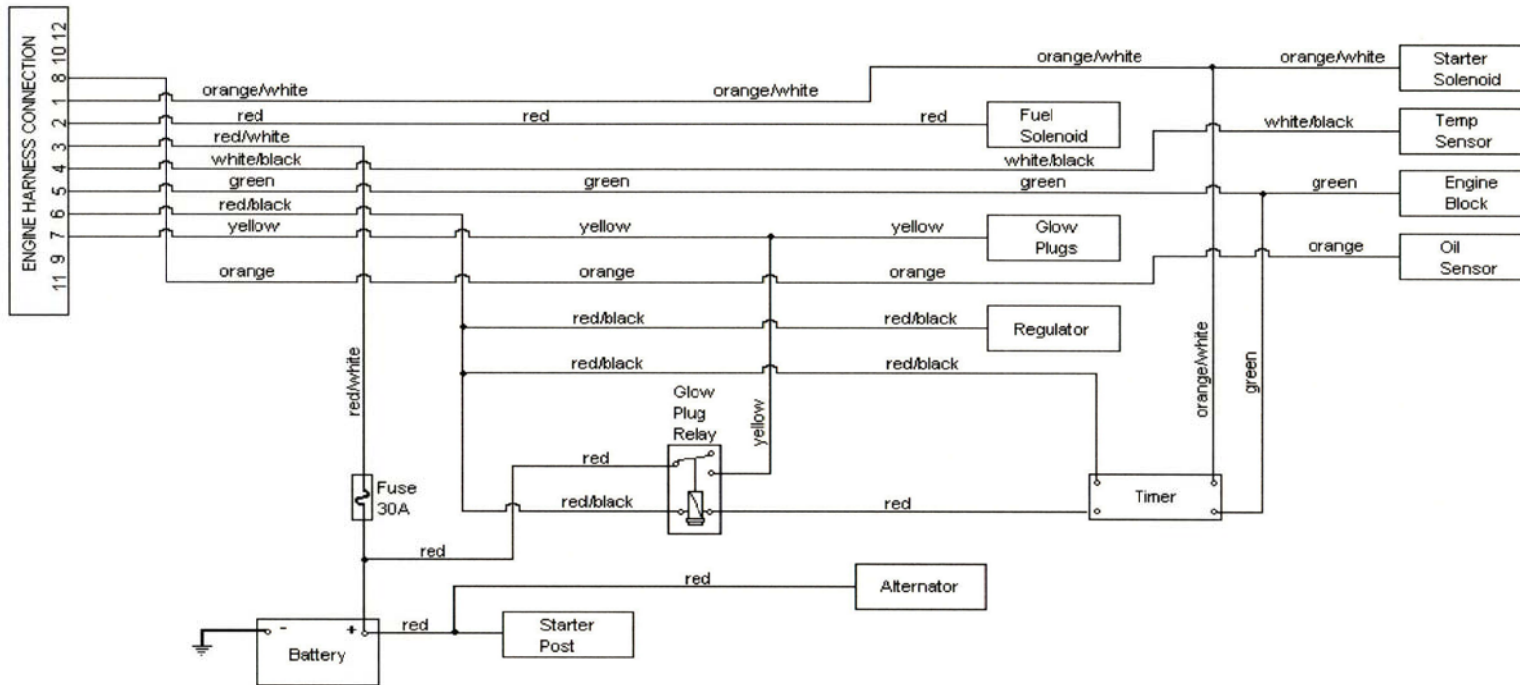 ENGINE HARNESS CONNECTION
12
10
8
1
2
3
4
5
6
7
9
11
orange/white
orange/white
orange/white
orange/white
Starter
Solenoid
red
red
red
Fuel
Solenoid
red/white
white/black
white/black
white/black
Temp
Sensor
green
green
green
green
Engine
Block
red/black
yellow
yellow
yellow
Glow
Plugs
orange
orange
orange
orange
Oil
Sensor
red/black
red/black
Regulator
red/black
red/black
red/white
Glow
Plug
Relay
yellow
orange/white
green
red
Fuse
30A
red/black
red
Timer
red
red
Alternator
- +
Battery
red
Starter
Post